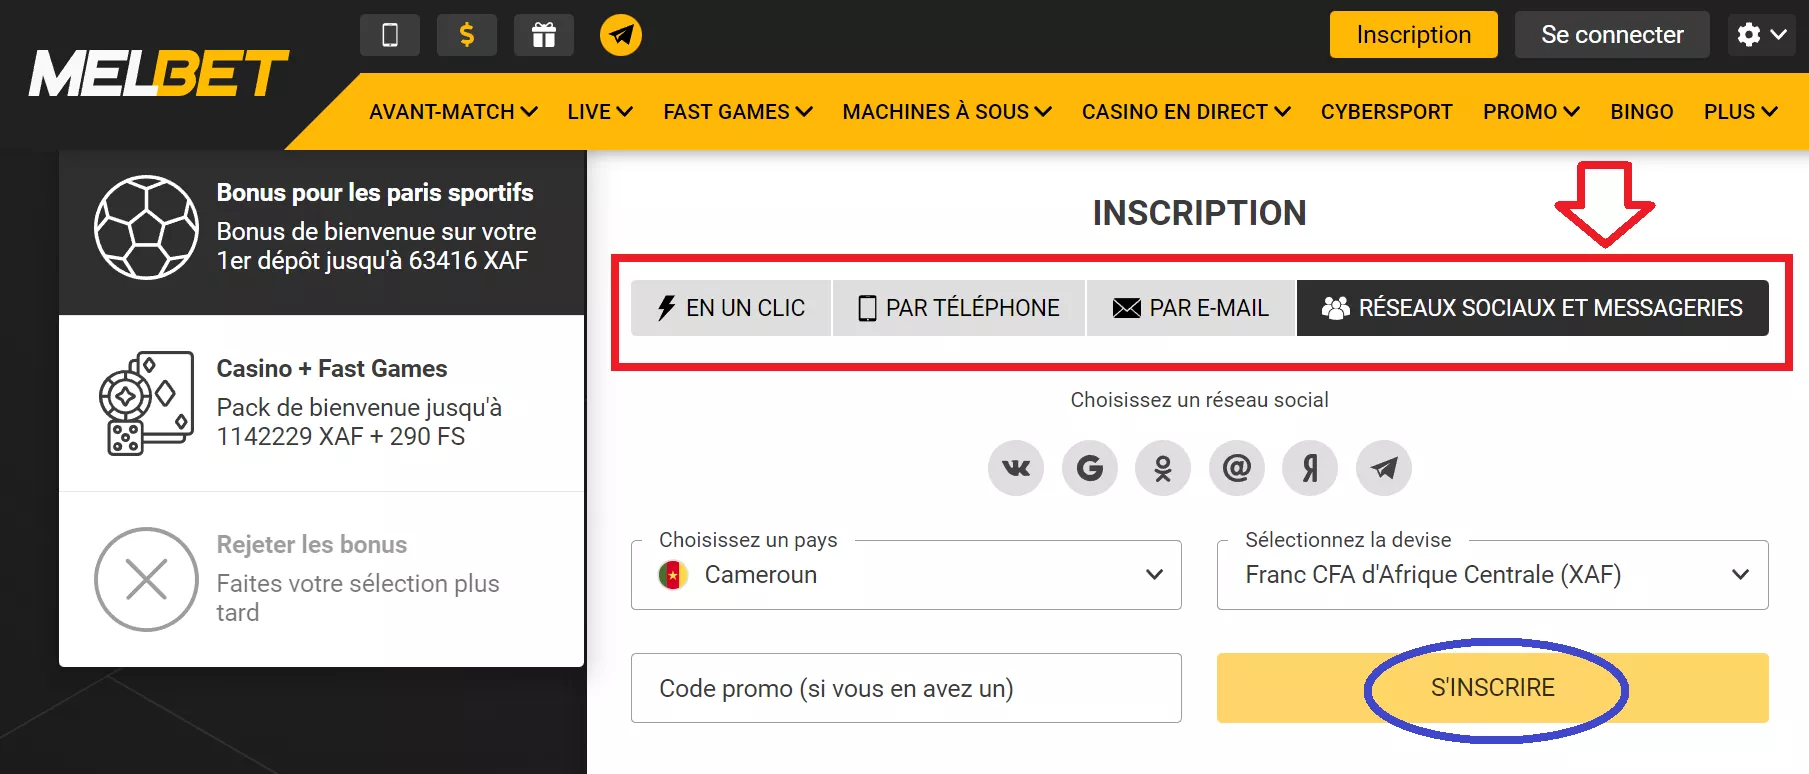 MELBET
Inscription
Se connecter
AVANT-MATCH
LIVE
FAST GAMES
MACHINES À SOUS
CASINO EN DIRECT
CYBERSPORT
PROMO
BINGO
PLUS
Bonus pour les paris sportifs
Bonus de bienvenue sur votre
1er dépôt jusqu'à 63416 XAF
Casino + Fast Games
Pack de bienvenue jusqu'à
1142229 XAF + 290 FS
Rejeter les bonus
Faites votre sélection plus
tard
INSCRIPTION
EN UN CLIC
PAR TÉLÉPHONE
PAR E-MAIL
RÉSEAUX SOCIAUX ET MESSAGERIES
Choisissez un réseau social
Choisissez un pays
Cameroun
Sélectionnez la devise
Franc CFA d'Afrique Centrale (XAF)
Code promo (si vous en avez un)
S'INSCRIRE